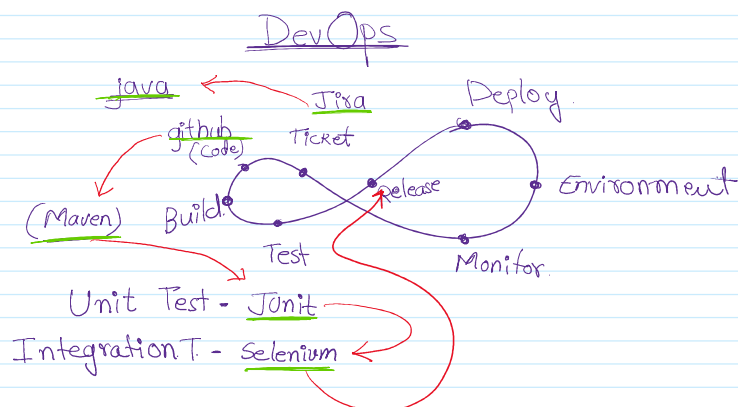 DevOps
java
Jira
Deploy.
github
Ticket
(Code)
Release
Environment
(Maven)
Build.
Test
Monitor.
Unit Test - JUnit
Integration T. - Selenium